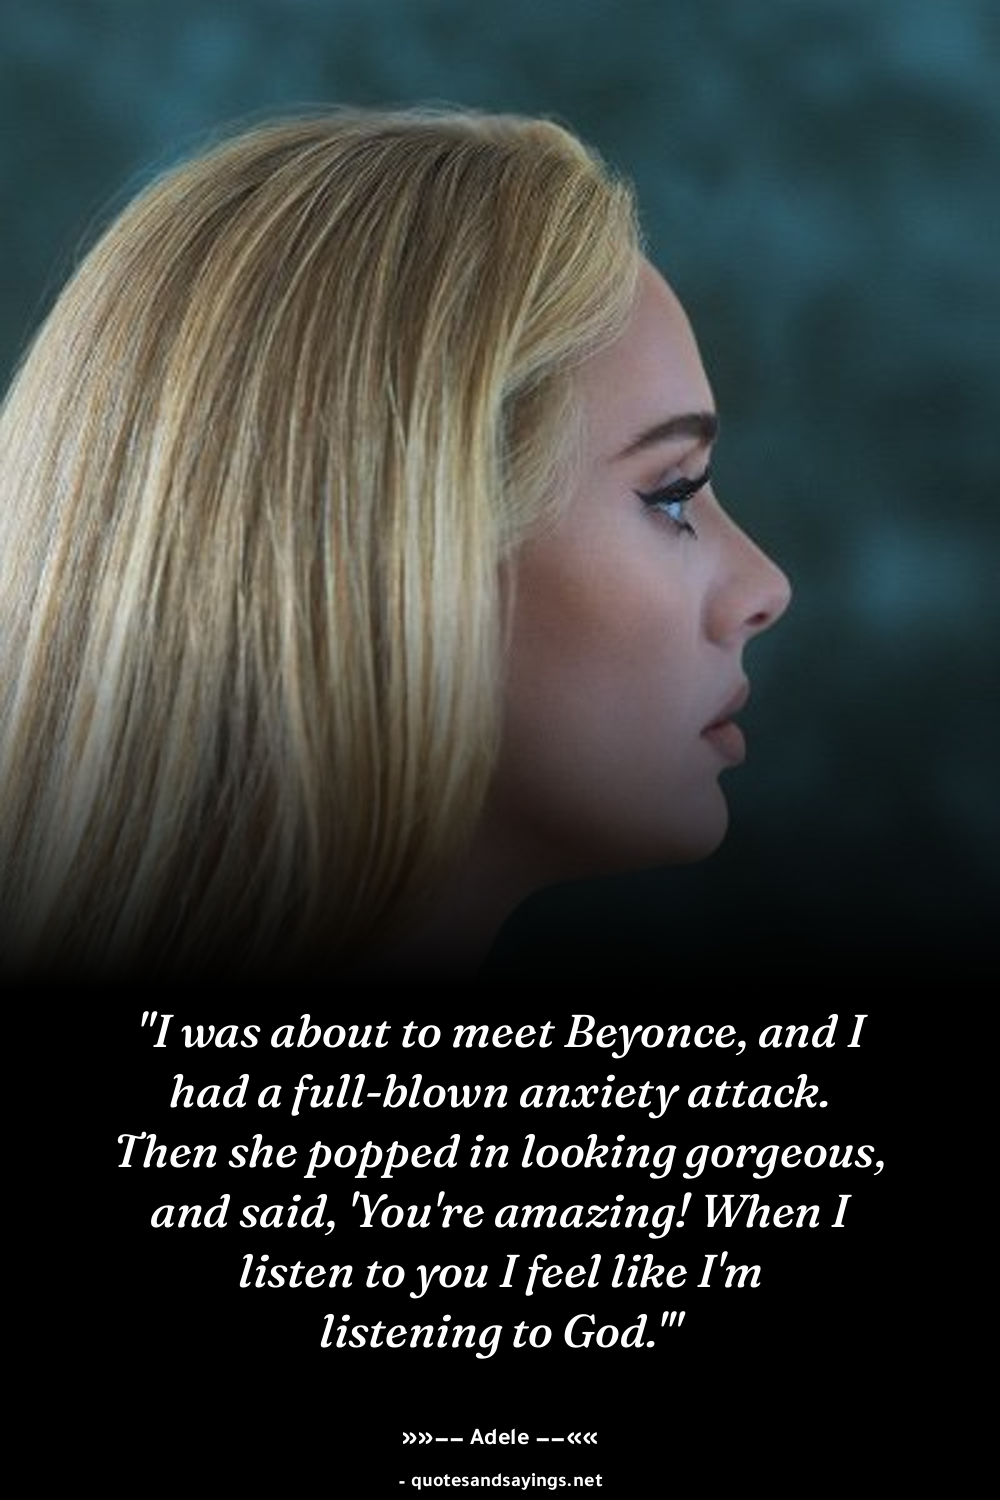 "I was about to meet Beyonce, and I
had a full-blown anxiety attack.
Then she popped in looking gorgeous,
and said, 'You're amazing! When I
listen to you I feel like I'm
listening to God.'"
»»–– Adele ––««
- quotesandsayings.net